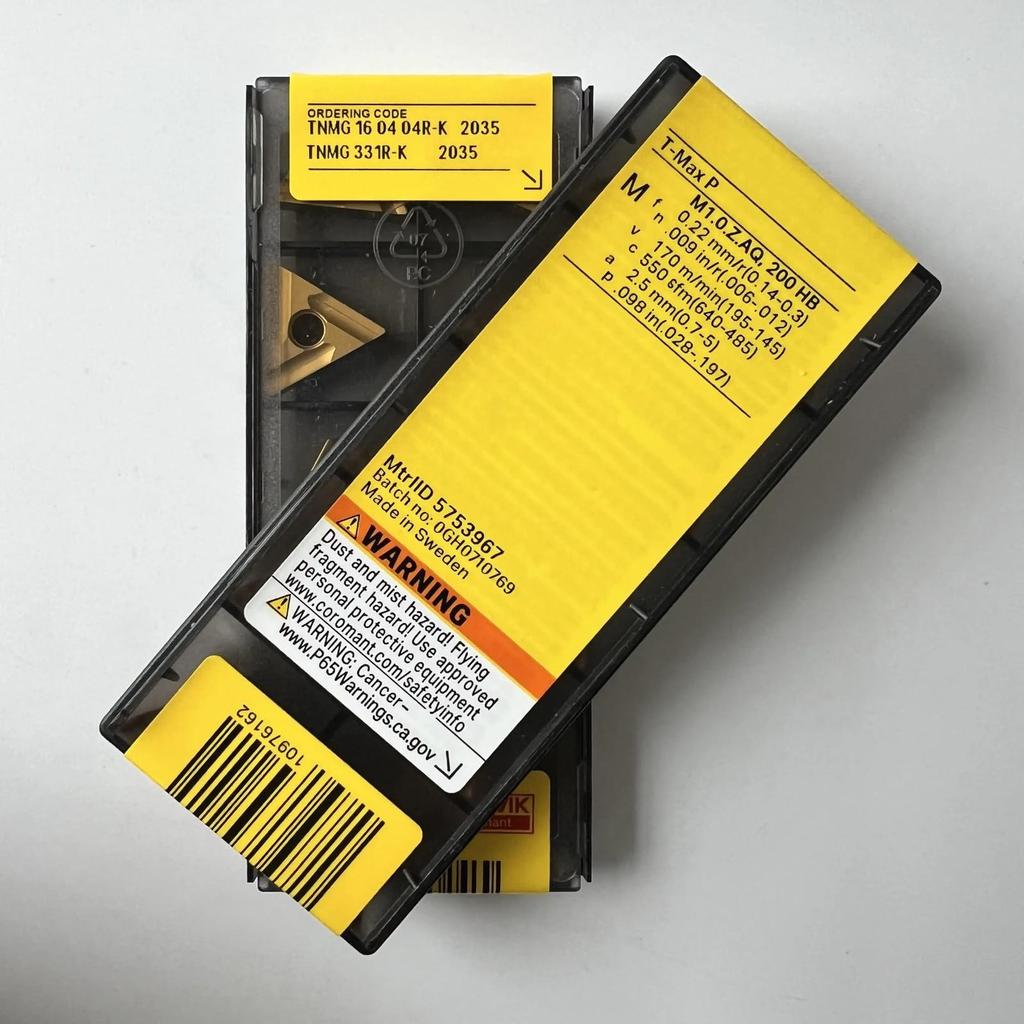 ORDERING CODE
TNMG 16 04 04R-K 2035
TNMG 331R-K 2035
07
T-Max P
M1.0.Z.AQ, 200 HB
M
f n 0.22 mm/r(0.14-0.3)
.009 in/r(.006-.012)
v c 170 m/min(195-145)
550 sfm(640-485)
a p 2.5 mm(0.7-5)
.098 in(.028-.197)
MtrlID 5753967
Batch no: 0GH0710769
Made in Sweden
WARNING
Dust and mist hazard! Flying
fragment hazard! Use approved
personal protective equipment
www.coromant.com/safetyinfo
WARNING: Cancer–
www.P65Warnings.ca.gov
10976162